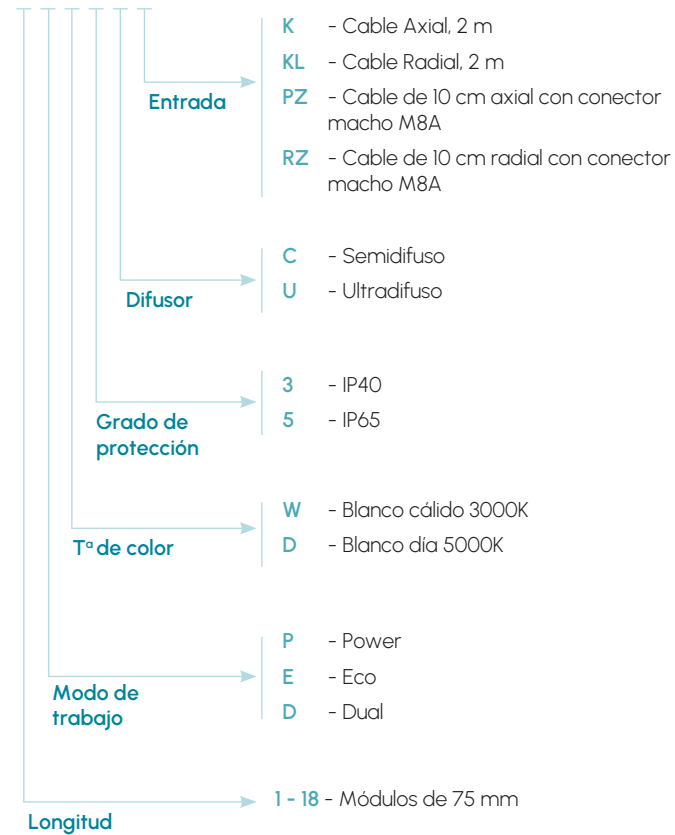 K - Cable Axial, 2 m
KL - Cable Radial, 2 m
PZ - Cable de 10 cm axial con conector
macho M8A
RZ - Cable de 10 cm radial con conector
macho M8A
Entrada
C - Semidifuso
U - Ultradifuso
Difusor
3 - IP40
5 - IP65
Grado de
protección
W - Blanco cálido 3000K
D - Blanco día 5000K
Tª de color
P - Power
E - Eco
D - Dual
Modo de
trabajo
1 - 18 - Módulos de 75 mm
Longitud